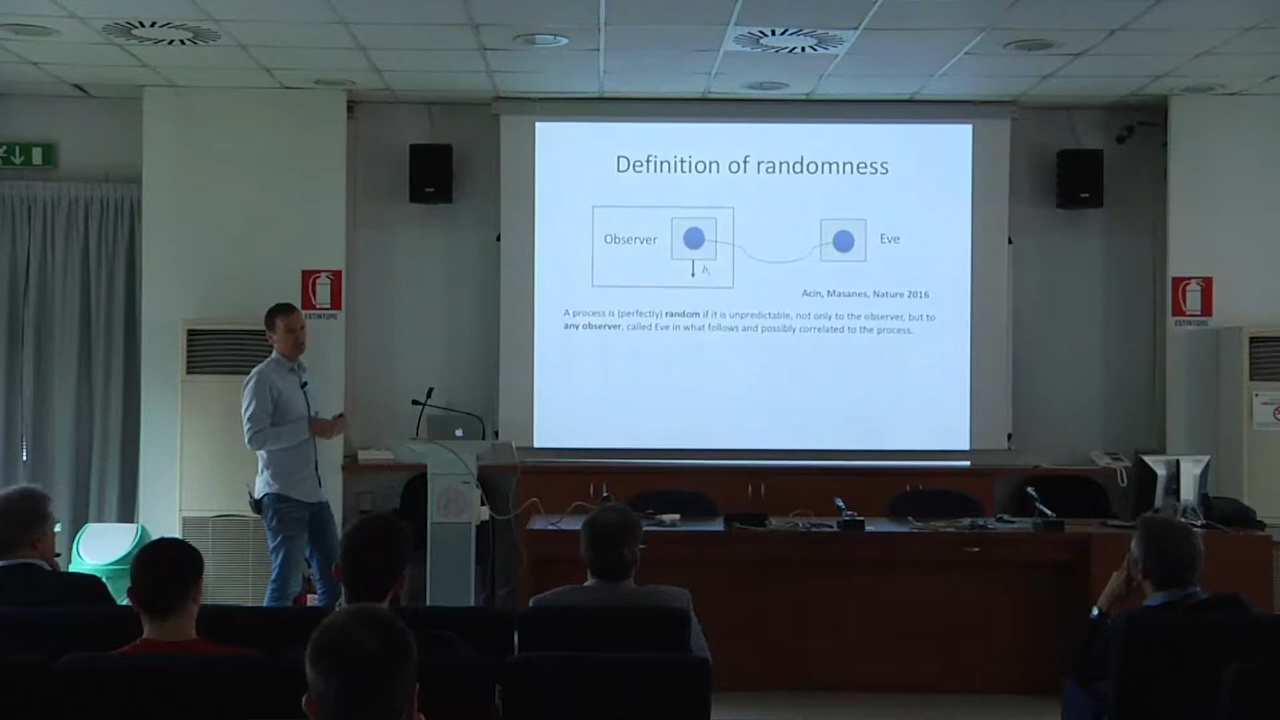 Definition of randomness
Observer
bᵢ
Eve
Acin, Masanes, Nature 2016
A process is (perfectly) random if it is unpredictable, not only to the observer, but to
any observer, called Eve in what follows and possibly correlated to the process.
ESTINTORE
ESTINTORE